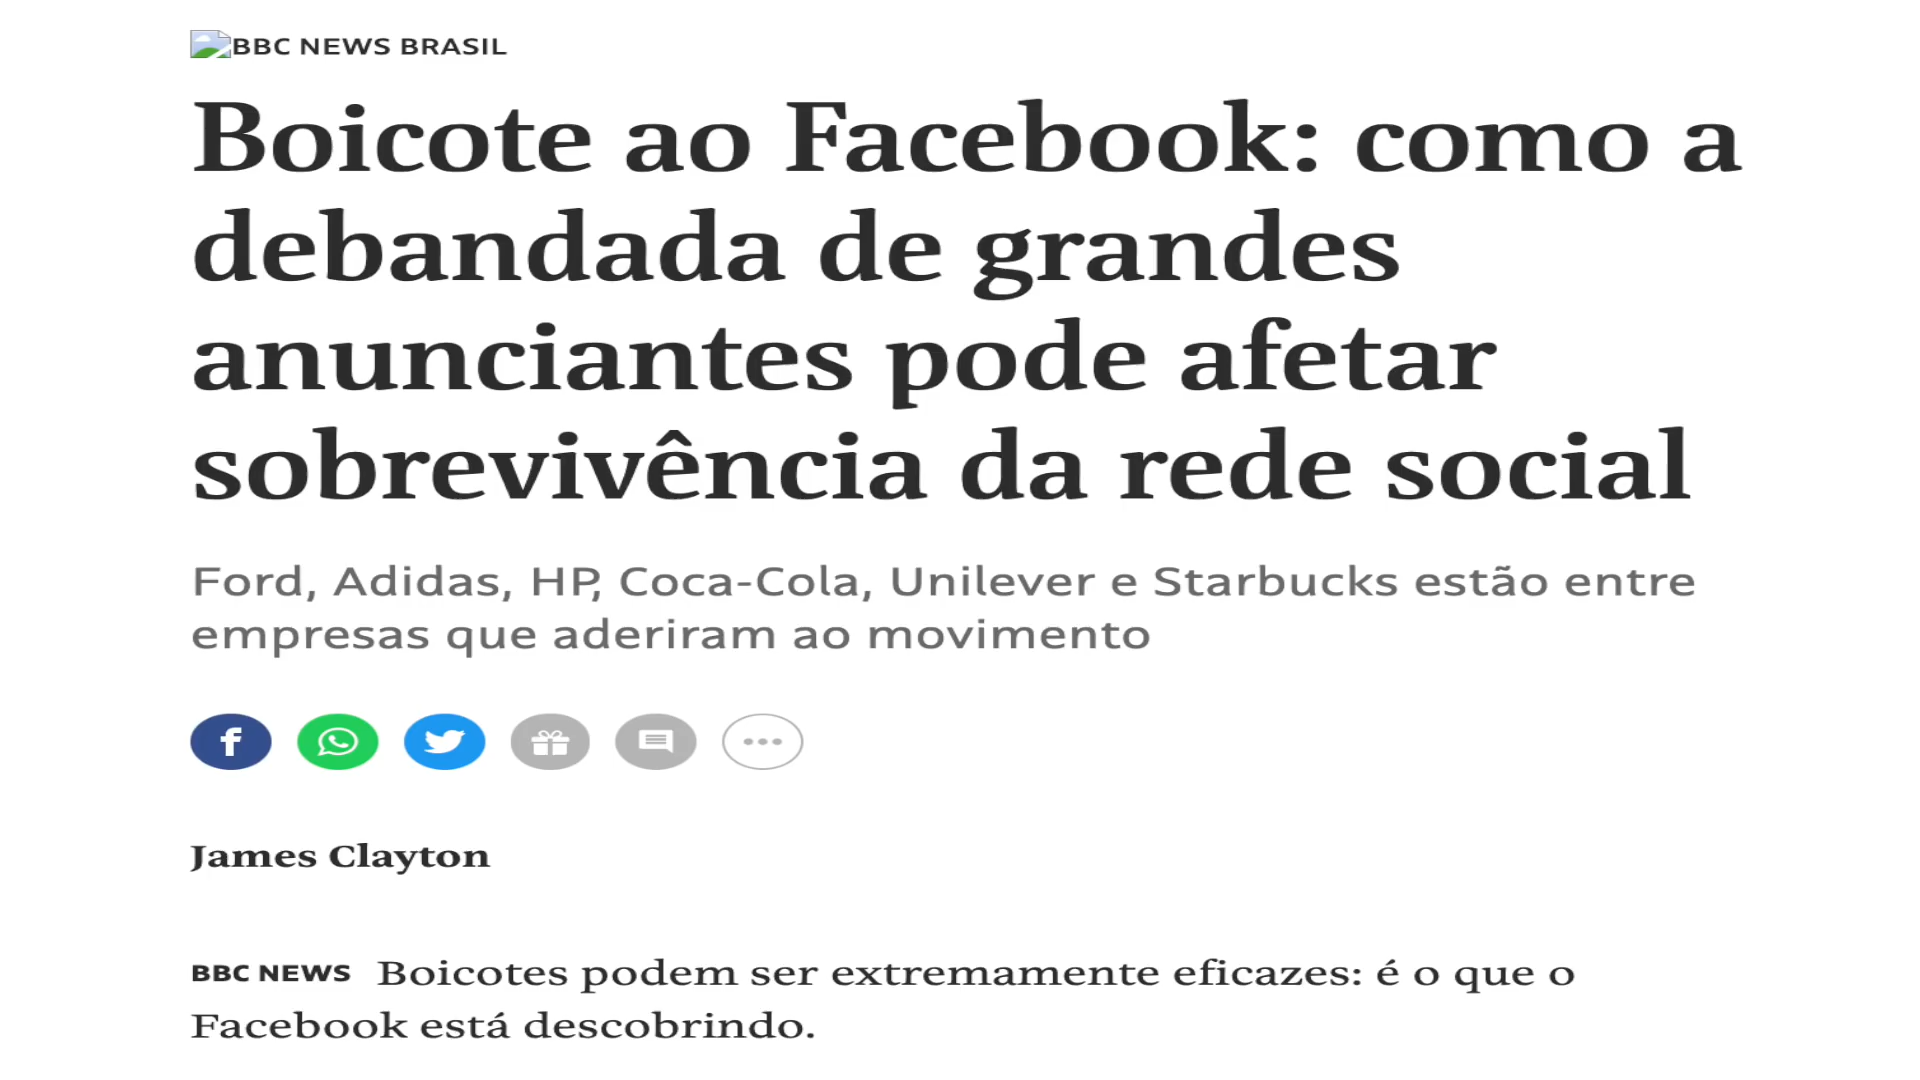 BBC NEWS BRASIL
Boicote ao Facebook: como a
debandada de grandes
anunciantes pode afetar
sobrevivência da rede social
Ford, Adidas, HP, Coca-Cola, Unilever e Starbucks estão entre
empresas que aderiram ao movimento
f
James Clayton
BBC NEWS Boicotes podem ser extremamente eficazes: é o que o
Facebook está descobrindo.